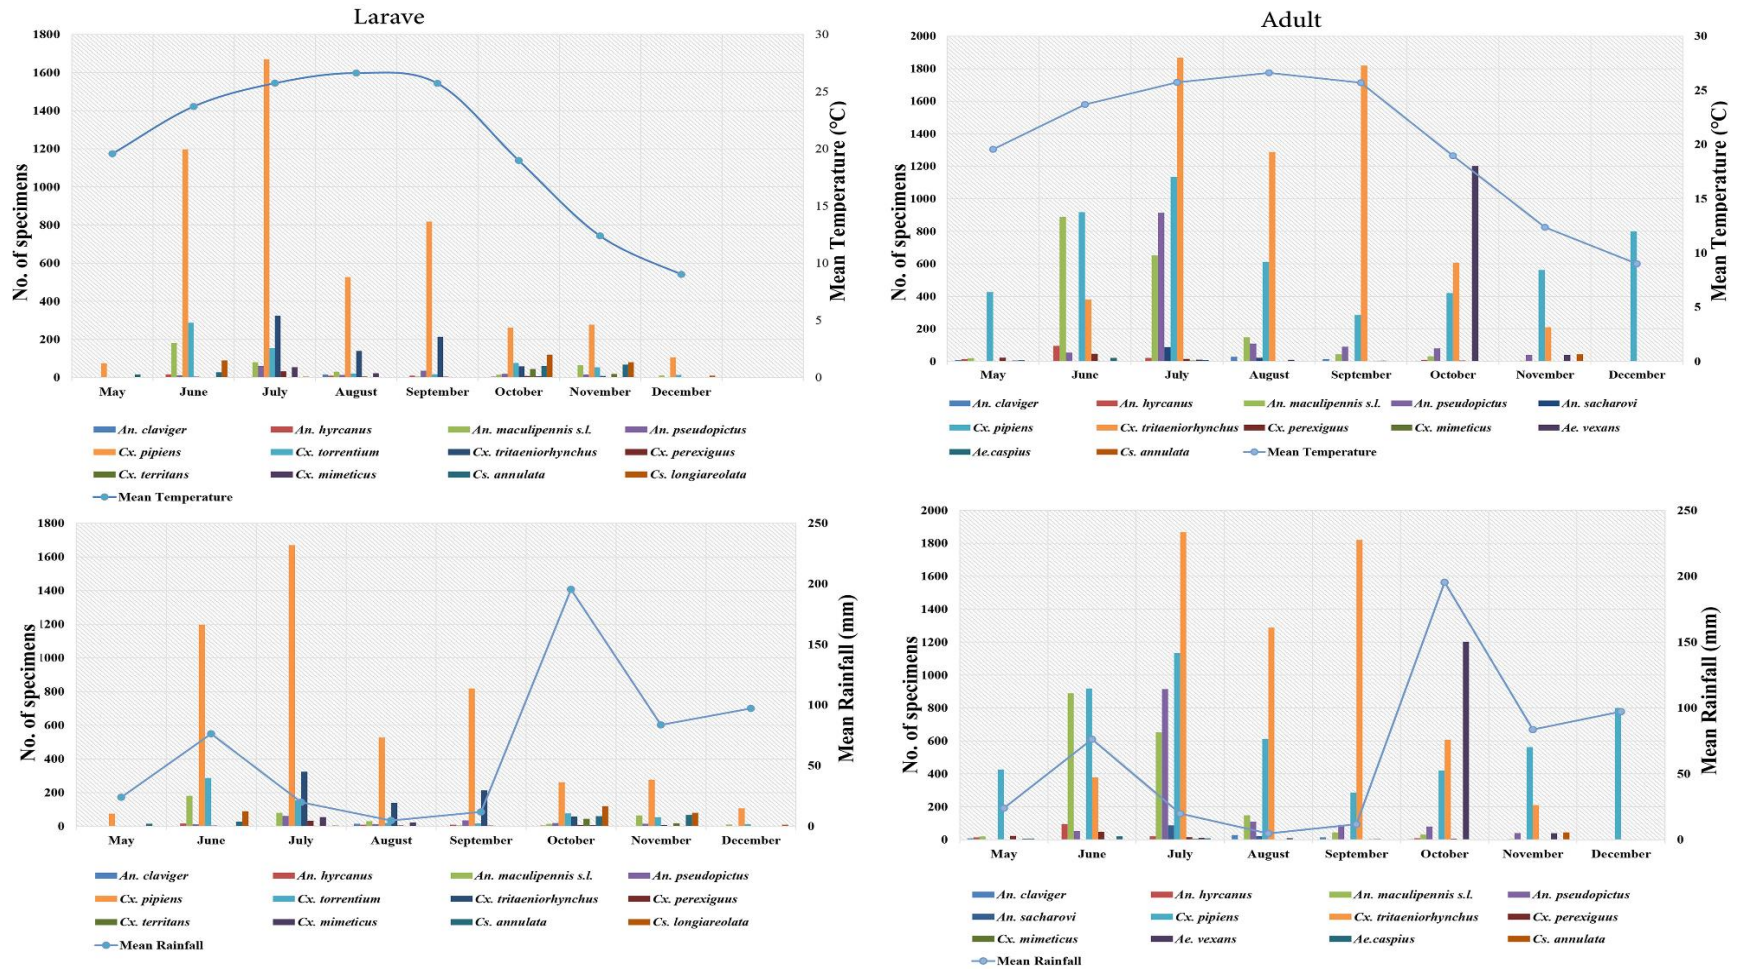 Larave
1800
1600
1400
1200
1000
800
600
400
200
0
No. of specimens
30
25
20
15
10
5
0
Mean Temperature (°C)
May June July August September October November December
An. claviger An. hyrcanus An. maculipennis s.l. An. pseudopictus
Cx. pipiens Cx. torrentium Cx. tritaeniorhynchus Cx. perexiguus
Cx. territans Cx. mimeticus Cs. annulata Cs. longiareolata
Mean Temperature
Adult
2000
1800
1600
1400
1200
1000
800
600
400
200
0
No. of specimens
30
25
20
15
10
5
0
Mean Temperature (°C)
May June July August September October November December
An. claviger An. hyrcanus An. maculipennis s.l. An. pseudopictus An. sacharovi
Cx. pipiens Cx. tritaeniorhynchus Cx. perexiguus Cx. mimeticus Ae. vexans
Ae.caspius Cs. annulata Mean Temperature
1800
1600
1400
1200
1000
800
600
400
200
0
No. of specimens
250
200
150
100
50
0
Mean Rainfall (mm)
May June July August September October November December
An. claviger An. hyrcanus An. maculipennis s.l. An. pseudopictus
Cx. pipiens Cx. torrentium Cx. tritaeniorhynchus Cx. perexiguus
Cx. territans Cx. mimeticus Cs. annulata Cs. longiareolata
Mean Rainfall
2000
1800
1600
1400
1200
1000
800
600
400
200
0
No. of specimens
250
200
150
100
50
0
Mean Rainfall (mm)
May June July August September October November December
An. claviger An. hyrcanus An. maculipennis s.l. An. pseudopictus
An. sacharovi Cx. pipiens Cx. tritaeniorhynchus Cx. perexiguus
Cx. mimeticus Ae. vexans Ae.caspius Cs. annulata
Mean Rainfall